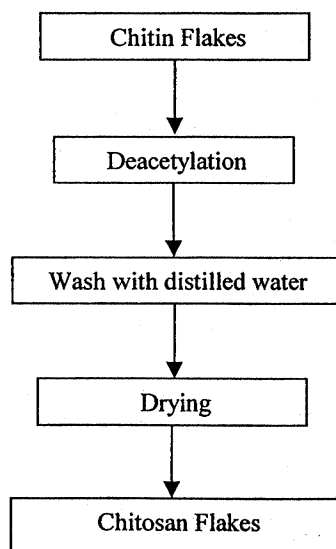 Chitin Flakes
Deacetylation
Wash with distilled water
Drying
Chitosan Flakes